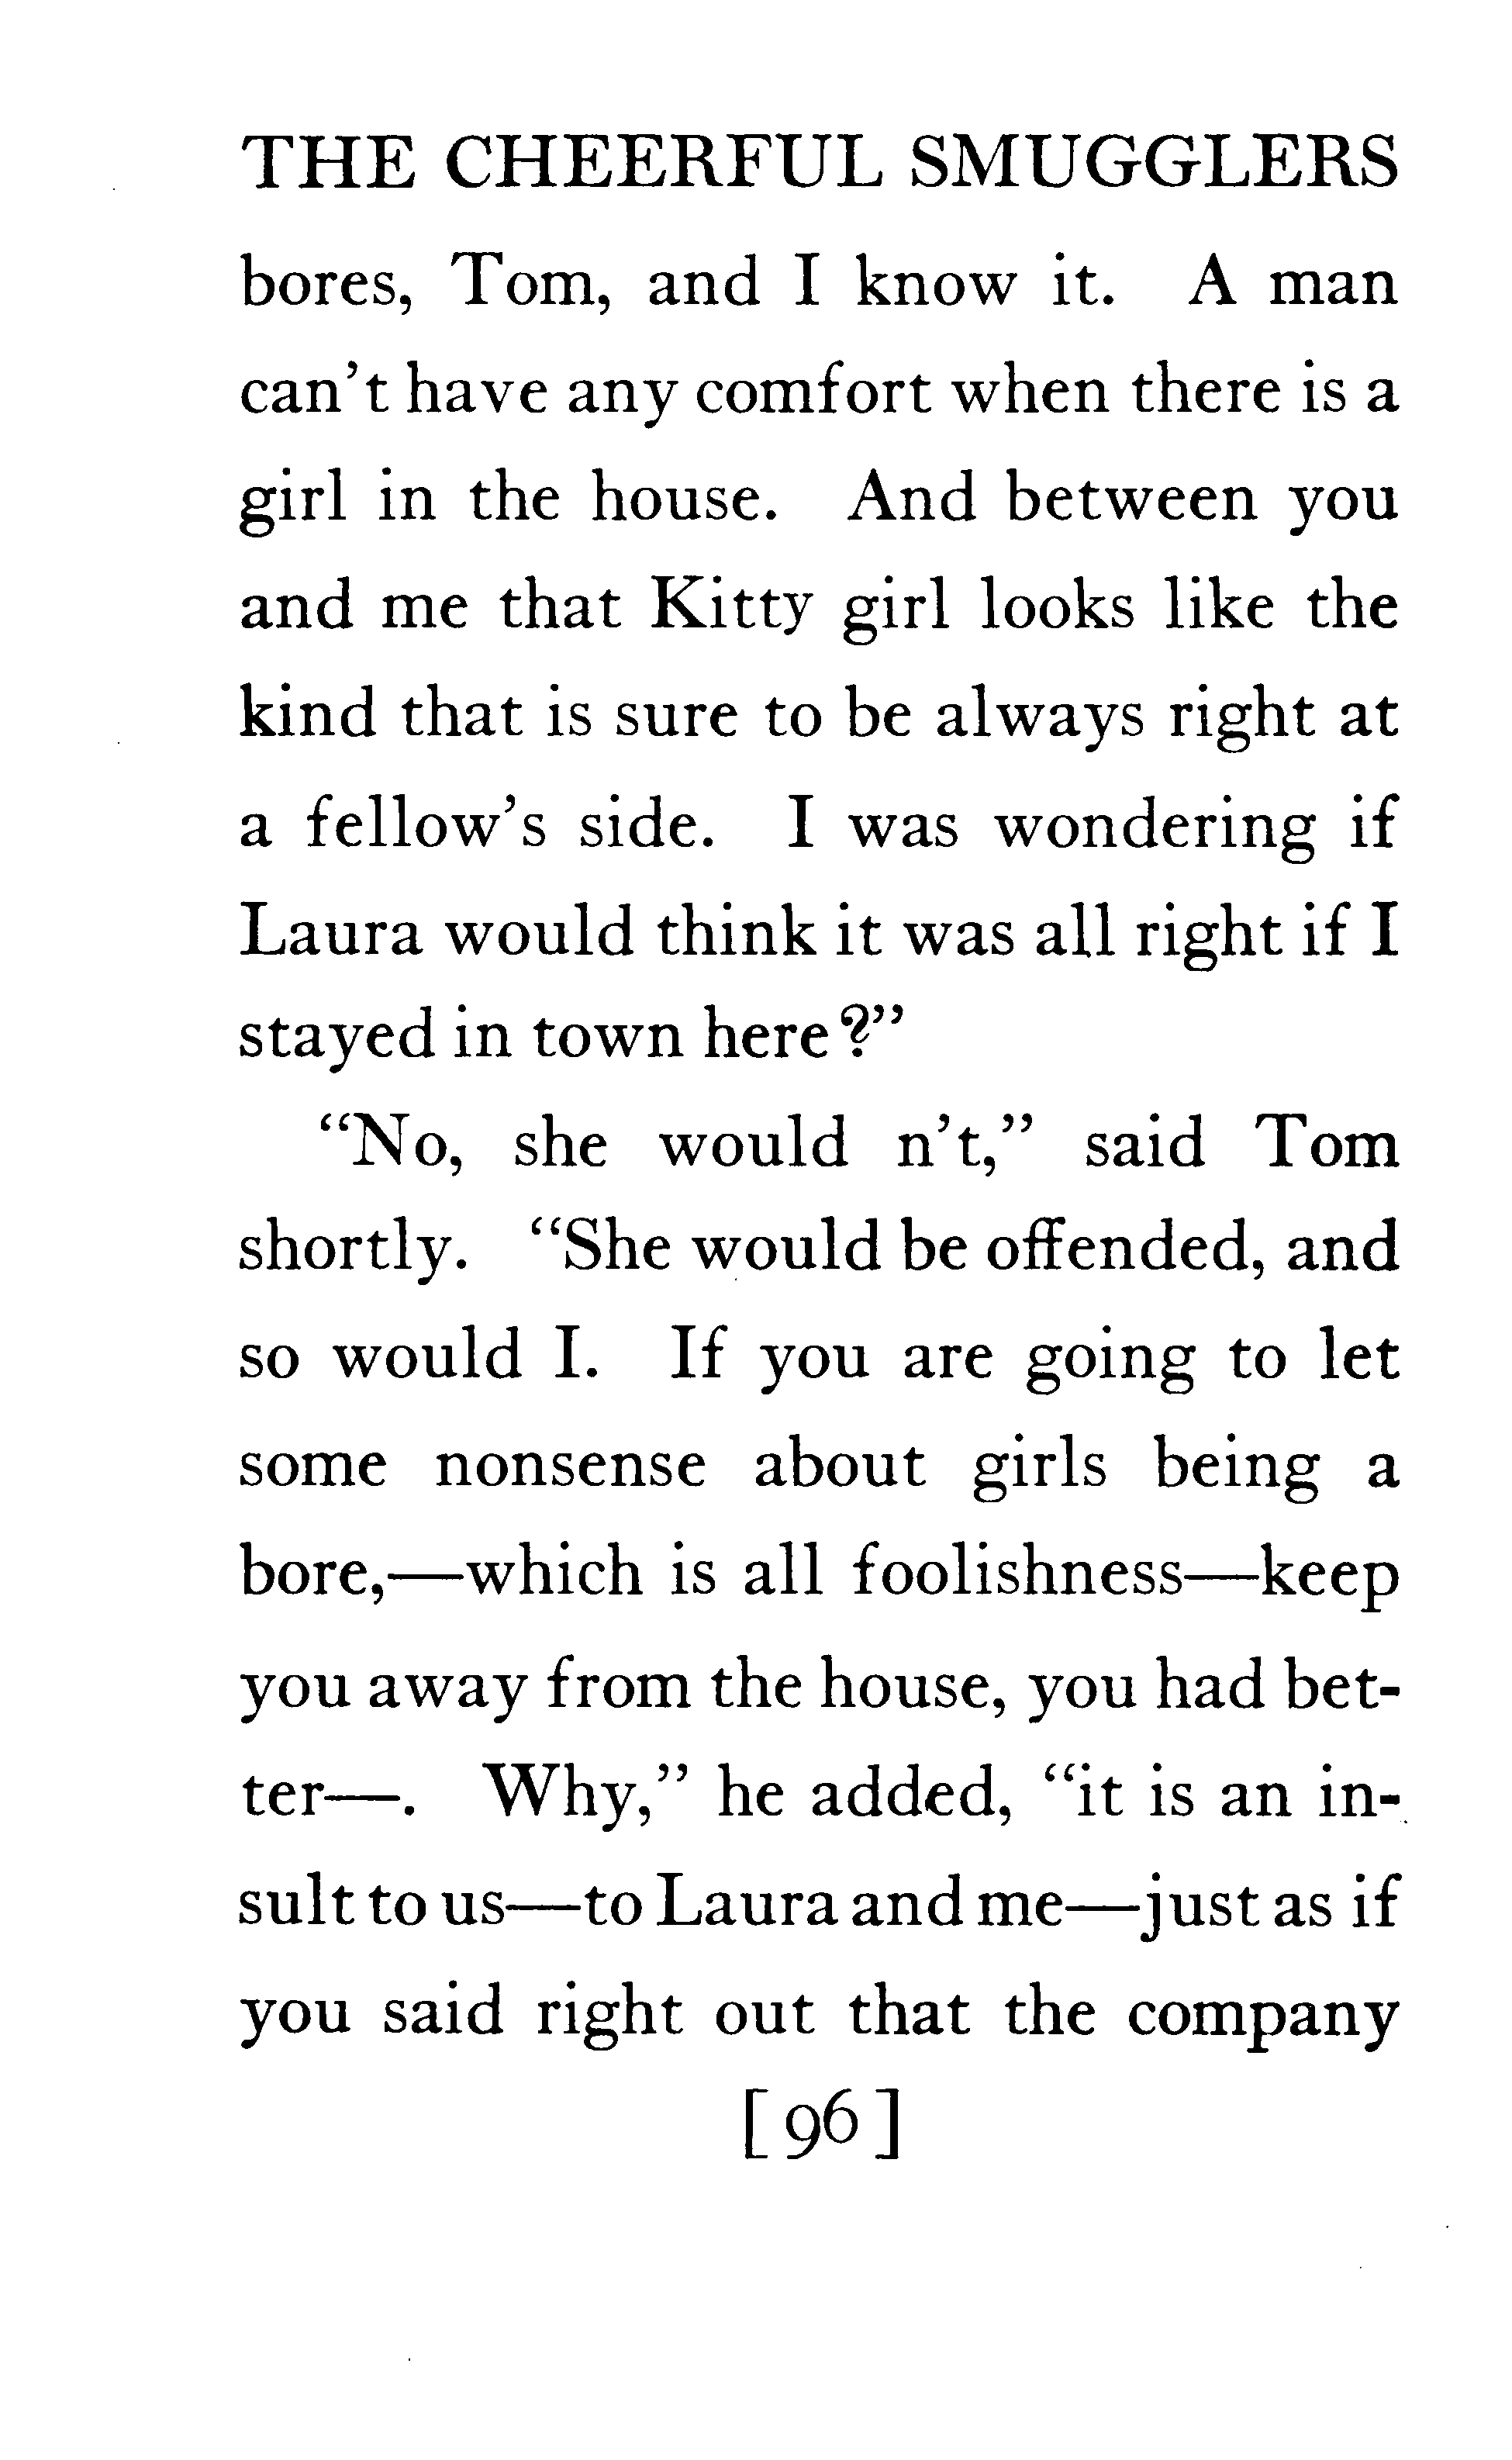 THE CHEERFUL SMUGGLERS
bores, Tom, and I know it. A man
can't have any comfort when there is a
girl in the house. And between you
and me that Kitty girl looks like the
kind that is sure to be always right at
a fellow's side. I was wondering if
Laura would think it was all right if I
stayed in town here?”
“No, she would n't,” said Tom
shortly. “She would be offended, and
so would I. If you are going to let
some nonsense about girls being a
bore,—which is all foolishness—keep
you away from the house, you had bet-
ter—. Why,” he added, “it is an in-
sult to us—to Laura and me—just as if
you said right out that the company
[96]